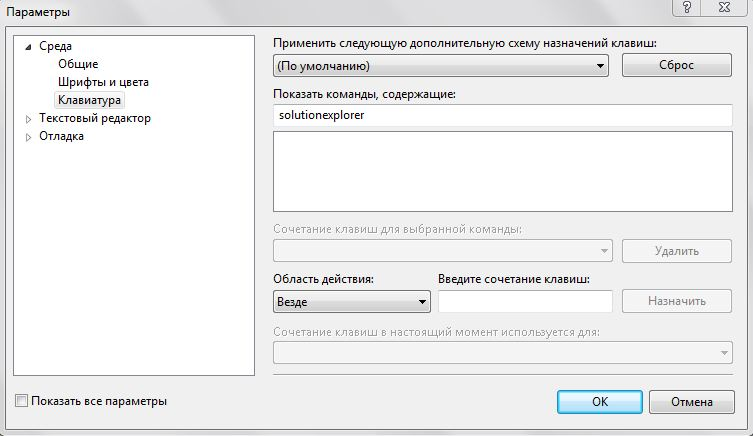 Параметры
Среда
Общие
Шрифты и цвета
Клавиатура
Текстовый редактор
Отладка
Применить следующую дополнительную схему назначений клавиш:
(По умолчанию)
Сброс
Показать команды, содержащие:
solutionexplorer
Сочетание клавиш для выбранной команды:
Удалить
Область действия:
Введите сочетание клавиш:
Везде
Назначить
Сочетание клавиш в настоящий момент используется для:
Показать все параметры
ОК
Отмена